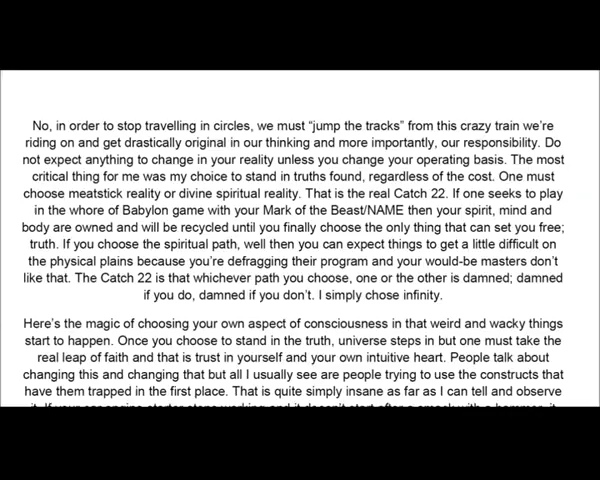 No, in order to stop travelling in circles, we must “jump the tracks” from this crazy train we’re
riding on and get drastically original in our thinking and more importantly, our responsibility. Do
not expect anything to change in your reality unless you change your operating basis. The most
critical thing for me was my choice to stand in truths found, regardless of the cost. One must
choose meatstick reality or divine spiritual reality. That is the real Catch 22. If one seeks to play
in the whore of Babylon game with your Mark of the Beast/NAME then your spirit, mind and
body are owned and will be recycled until you finally choose the only thing that can set you free;
truth. If you choose the spiritual path, well then you can expect things to get a little difficult on
the physical plains because you’re defragging their program and your would-be masters don’t
like that. The Catch 22 is that whichever path you choose, one or the other is damned; damned
if you do, damned if you don’t. I simply chose infinity.
Here’s the magic of choosing your own aspect of consciousness in that weird and wacky things
start to happen. Once you choose to stand in the truth, universe steps in but one must take the
real leap of faith and that is trust in yourself and your own intuitive heart. People talk about
changing this and changing that but all I usually see are people trying to use the constructs that
have them trapped in the first place. That is quite simply insane as far as I can tell and observe